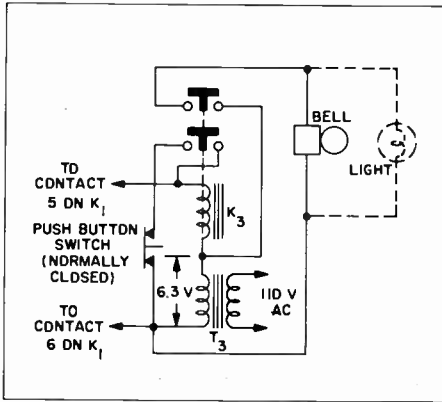 BELL
LIGHT
TO
CONTACT
5 ON K1
K3
PUSH BUTTON
SWITCH
(NORMALLY
CLOSED)
6.3 V
110 V
AC
TO
CONTACT
6 ON K1
T3